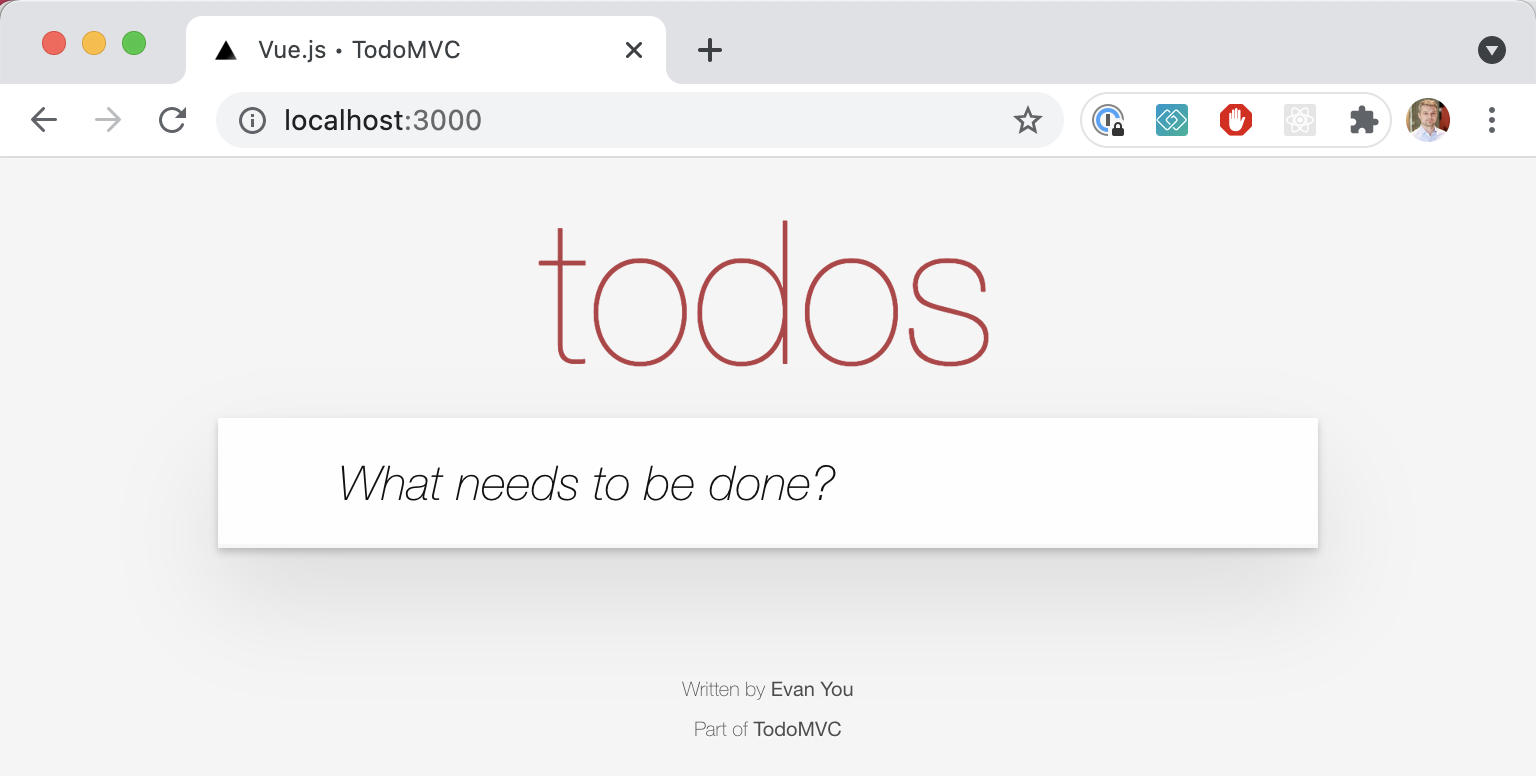 Vue.js • TodoMVC
localhost:3000
todos
What needs to be done?
Written by Evan You
Part of TodoMVC